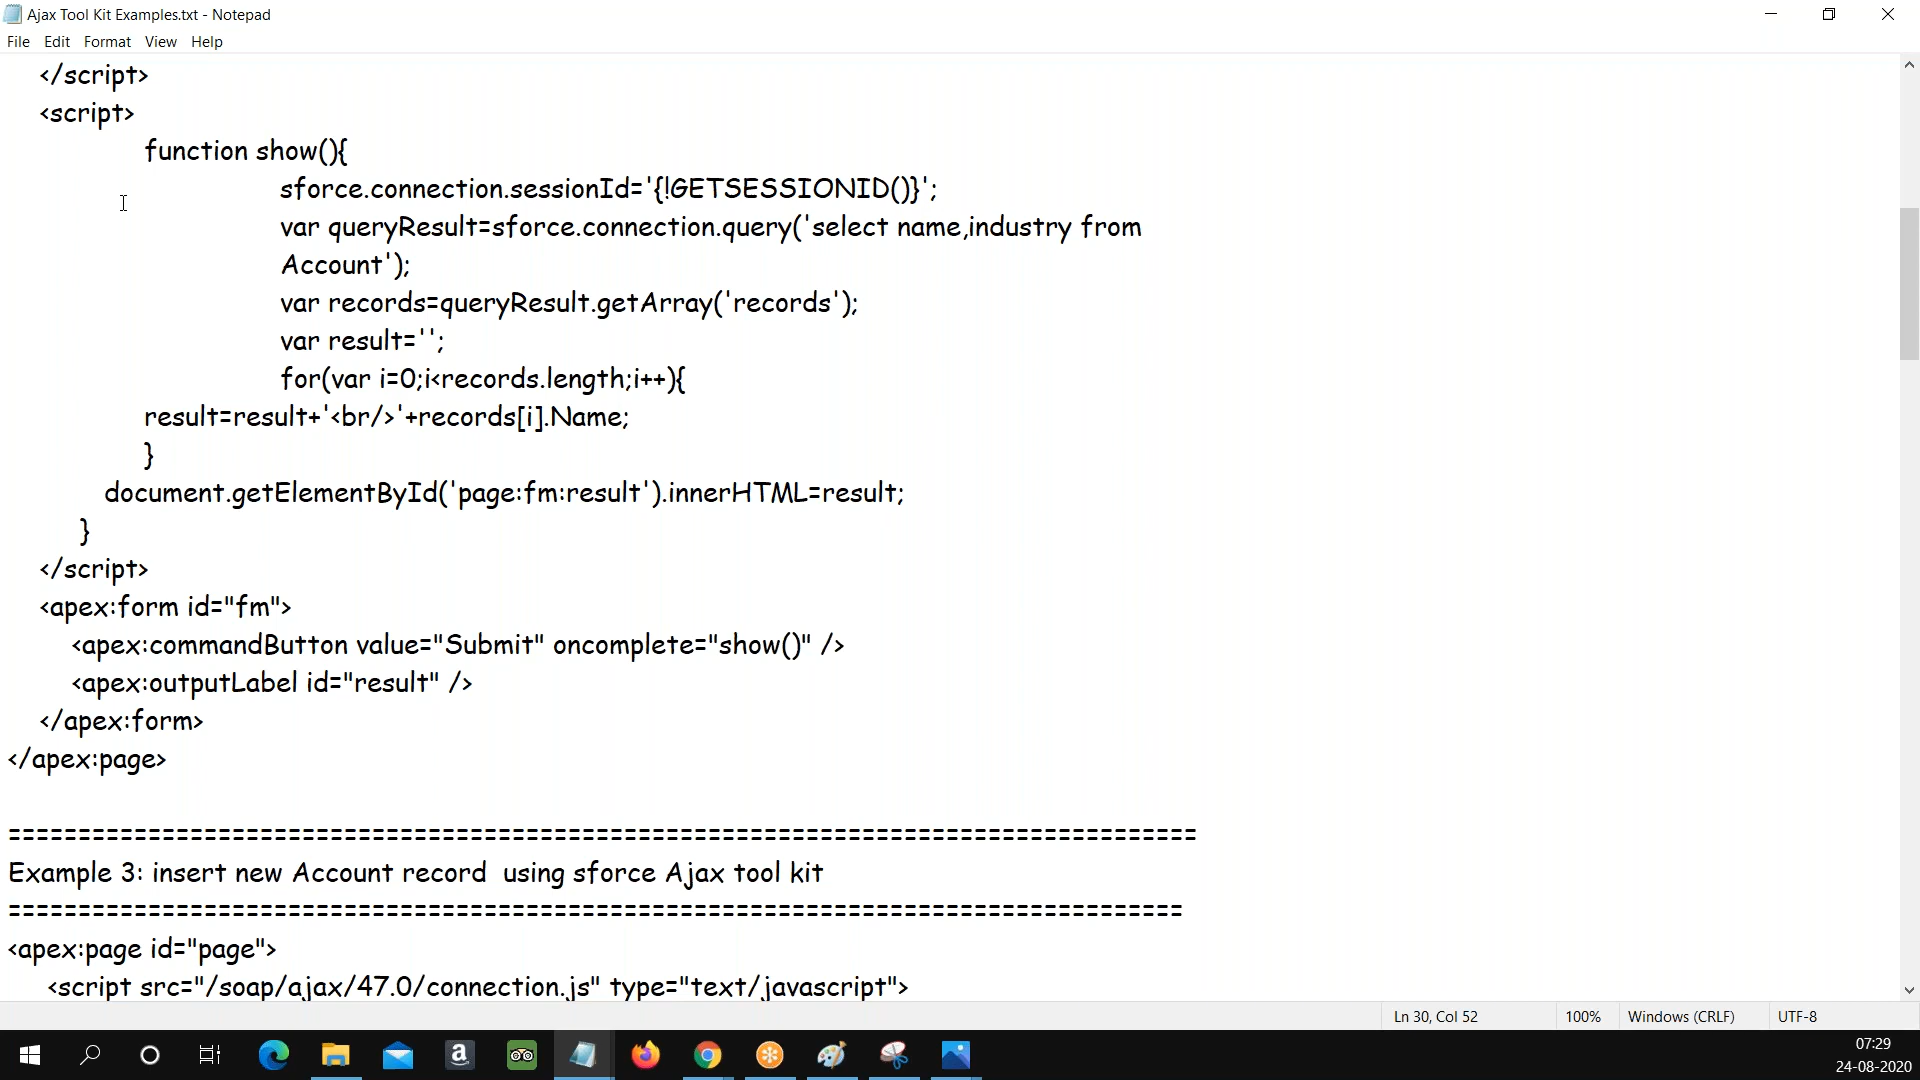 Ajax Tool Kit Examples.txt - Notepad
File Edit Format View Help
</script>
<script>
function show(){
sforce.connection.sessionId='{!GETSESSIONID()}';
var queryResult=sforce.connection.query('select name,industry from
Account');
var records=queryResult.getArray('records');
var result='';
for(var i=0;i<records.length;i++){
result=result+'<br/>'+records[i].Name;
}
document.getElementById('page:fm:result').innerHTML=result;
}
</script>
<apex:form id="fm">
<apex:commandButton value="Submit" oncomplete="show()" />
<apex:outputLabel id="result" />
</apex:form>
</apex:page>
=====================================================================================
Example 3: insert new Account record  using sforce Ajax tool kit
====================================================================================
<apex:page id="page">
<script src="/soap/ajax/47.0/connection.js" type="text/javascript">
Ln 30, Col 52 100% Windows (CRLF) UTF-8
07:29
24-08-2020